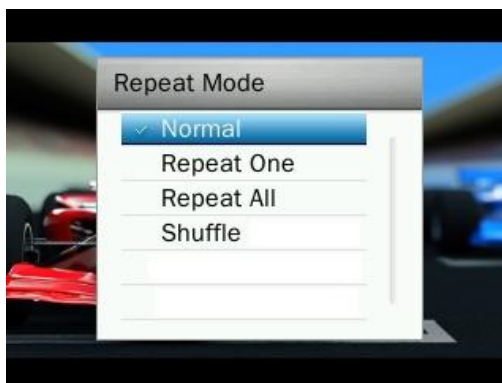 Repeat Mode
Normal
Repeat One
Repeat All
Shuffle